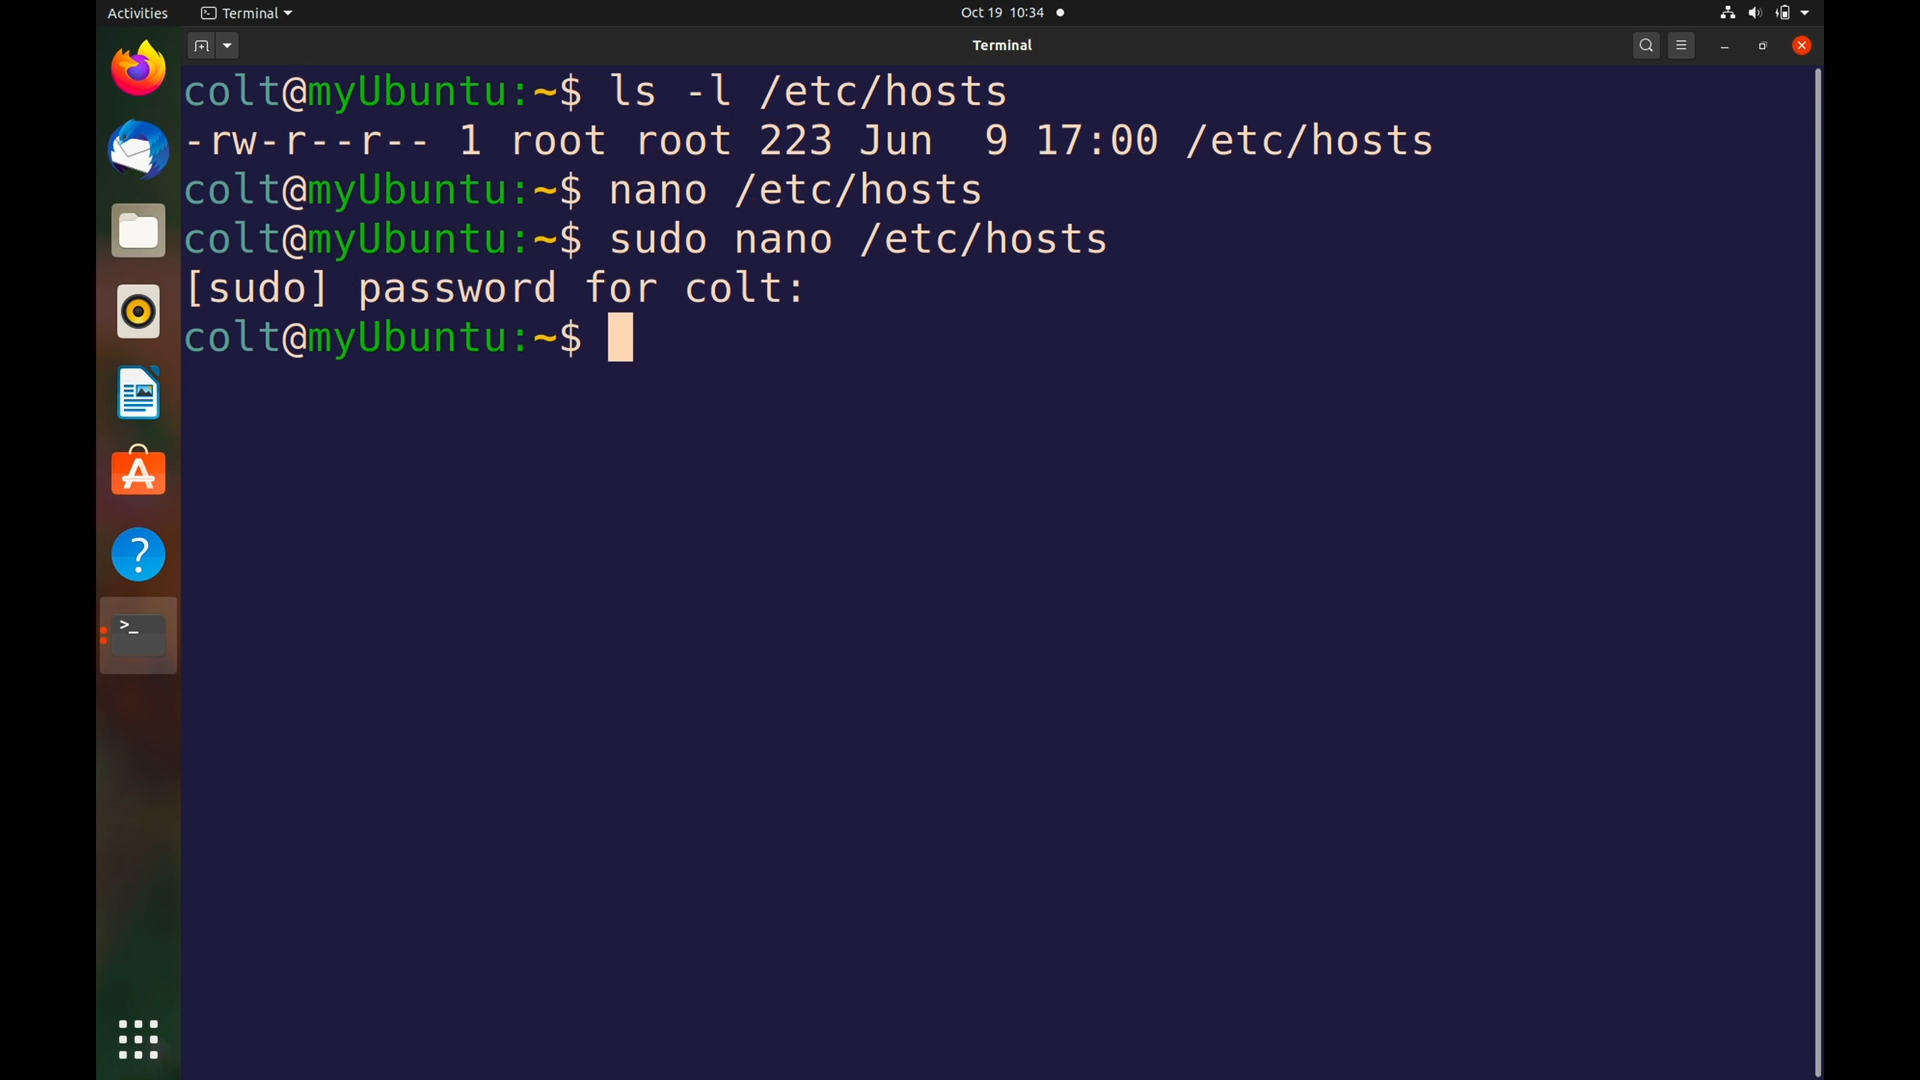 Activities Terminal Oct 19 10:34
Terminal
colt@myUbuntu:~$ ls -l /etc/hosts
-rw-r--r-- 1 root root 223 Jun  9 17:00 /etc/hosts
colt@myUbuntu:~$ nano /etc/hosts
colt@myUbuntu:~$ sudo nano /etc/hosts
[sudo] password for colt:
colt@myUbuntu:~$